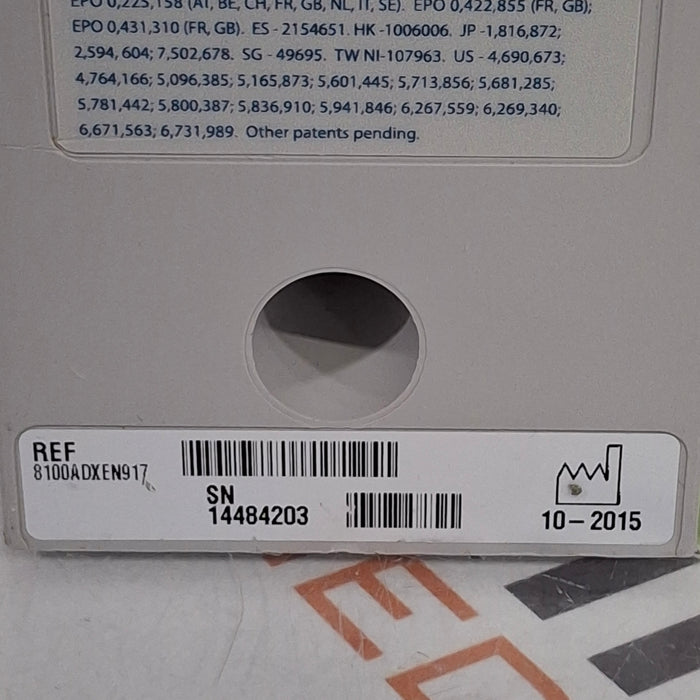 EPO 0,225,158 (AT, BE, CH, FR, GB, NL, IT, SE). EPO 0,422,855 (FR, GB);
EPO 0,431,310 (FR, GB). ES - 2154651. HK -1006006. JP -1,816,872;
2,594, 604; 7,502,678. SG - 49695. TW NI-107963. US - 4,690,673;
4,764,166; 5,096,385; 5,165,873; 5,601,445; 5,713,856; 5,681,285;
5,781,442; 5,800,387; 5,836,910; 5,941,846; 6,267,559; 6,269,340;
6,671,563; 6,731,989. Other patents pending.
REF
8100ADXEN917
SN
14484203
10-2015